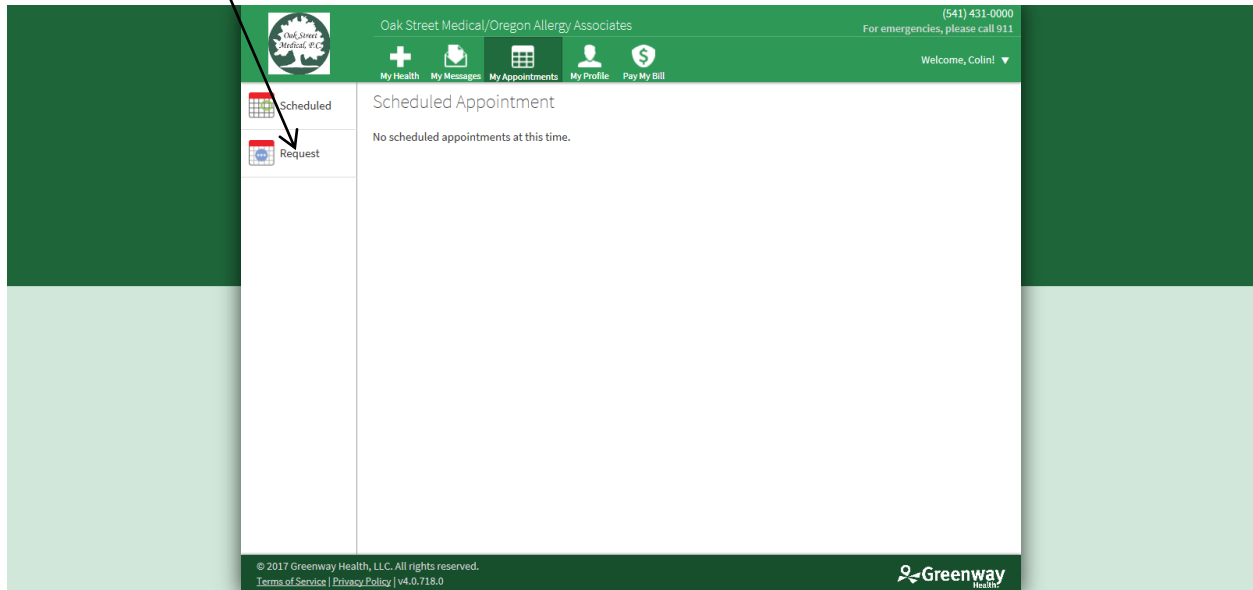 Oak Street
Medical, P.C.
Oak Street Medical/Oregon Allergy Associates
(541) 431-0000
For emergencies, please call 911
My Health My Messages My Appointments My Profile Pay My Bill
Welcome, Colin! ▼
Scheduled
Request
Scheduled Appointment
No scheduled appointments at this time.
© 2017 Greenway Health, LLC. All rights reserved.
Terms of Service | Privacy Policy | v4.0.718.0
Greenway
Health